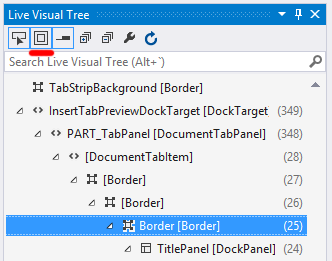 Live Visual Tree
Search Live Visual Tree (Alt+`)
TabStripBackground [Border]
InsertTabPreviewDockTarget [DockTarget (349)
PART_TabPanel [DocumentTabPanel] (348)
[DocumentTabItem] (28)
[Border] (27)
[Border] (26)
Border [Border] (25)
TitlePanel [DockPanel] (24)